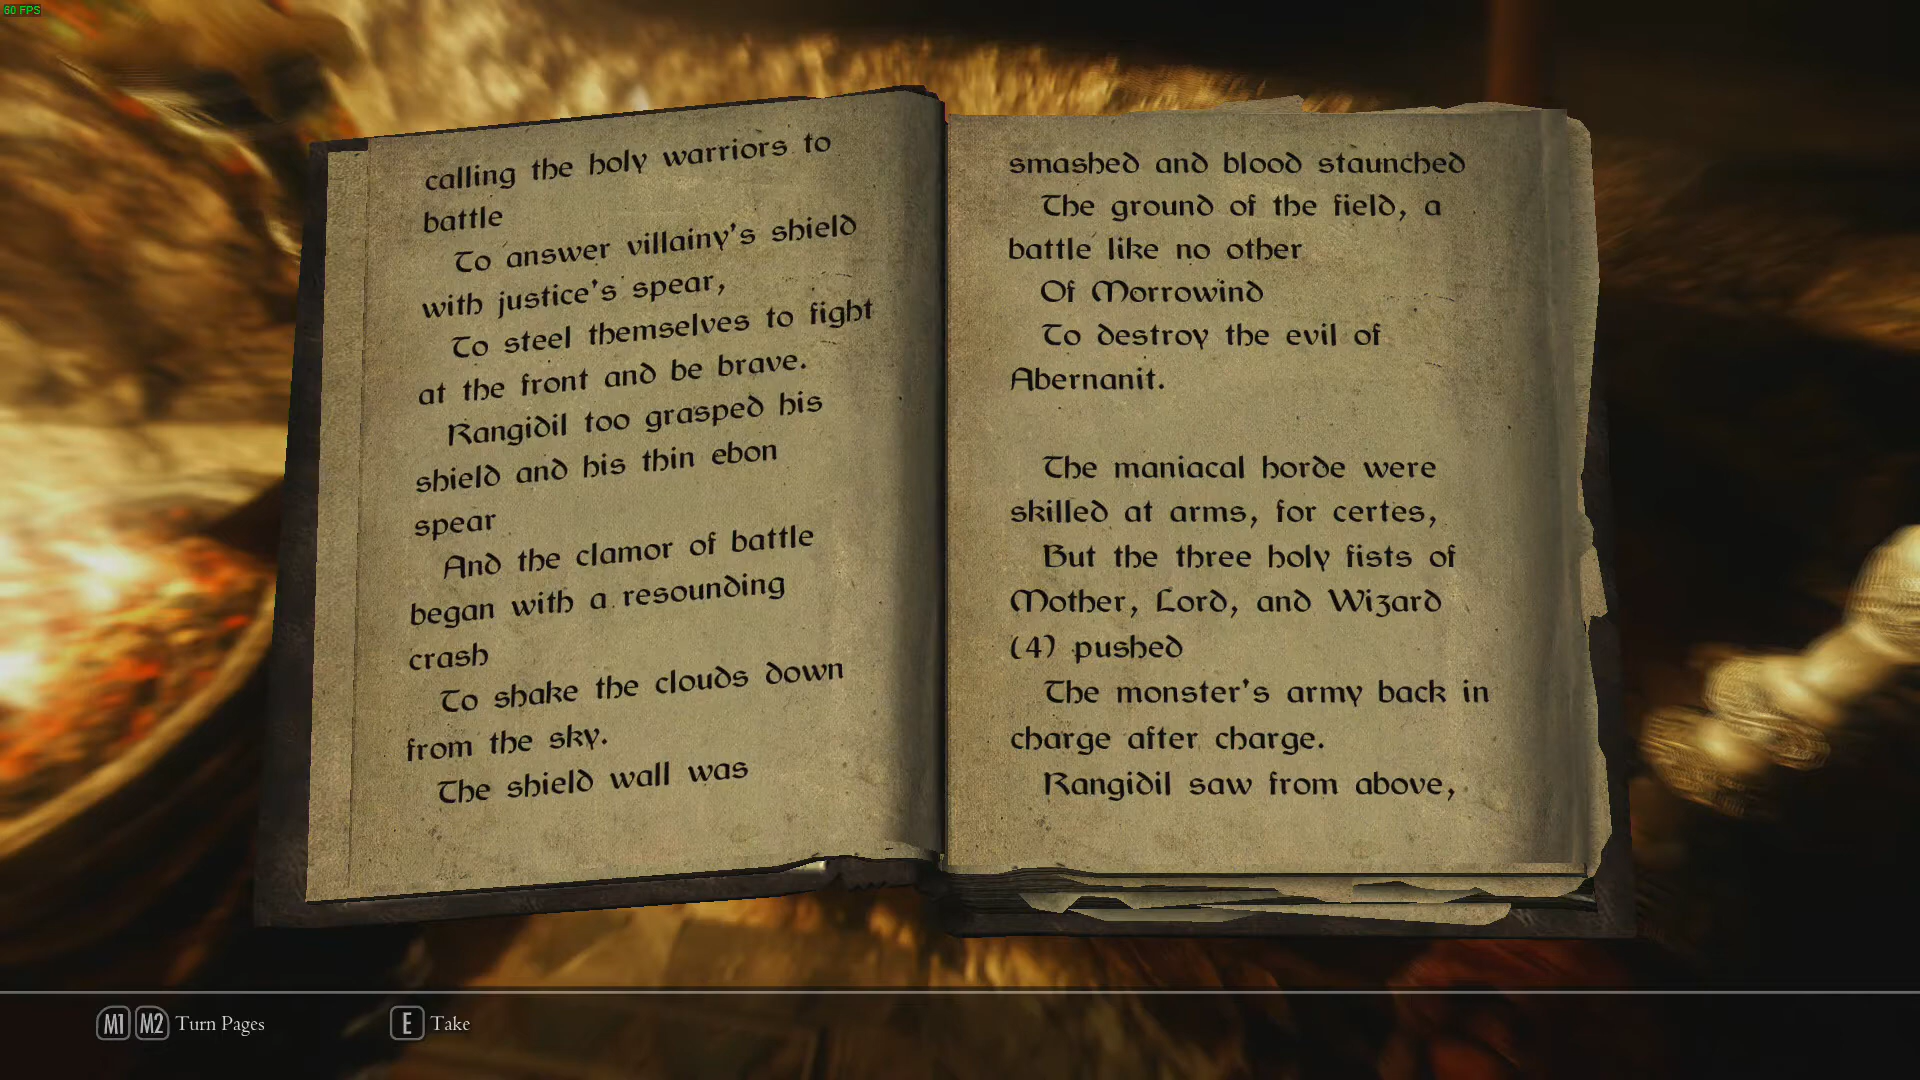 60 FPS
calling the holy warriors to
battle
To answer villainy's shield
with justice's spear,
To steel themselves to fight
at the front and be brave.
Rangidil too grasped his
shield and his thin ebon
spear
And the clamor of battle
began with a resounding
crash
To shake the clouds down
from the sky.
The shield wall was
smashed and blood staunched
The ground of the field, a
battle like no other
Of Morrowind
To destroy the evil of
Abernanit.
The maniacal horde were
skilled at arms, for certes,
But the three holy fists of
Mother, Lord, and Wizard
(4) pushed
The monster's army back in
charge after charge.
Rangidil saw from above,
M1 M2 Turn Pages
E Take